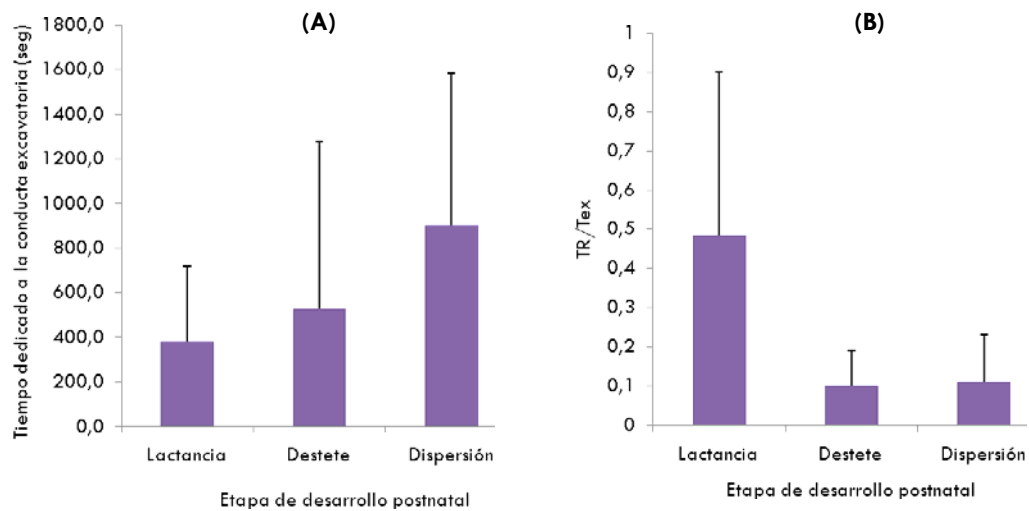 (A)
Tiempo dedicado a la conducta excavatoria (seg)
1800,0
1600,0
1400,0
1200,0
1000,0
800,0
600,0
400,0
200,0
0,0
Lactancia Destete Dispersión
Etapa de desarrollo postnatal
(B)
TR/Tex
1
0,9
0,8
0,7
0,6
0,5
0,4
0,3
0,2
0,1
0
Lactancia Destete Dispersión
Etapa de desarrollo postnatal